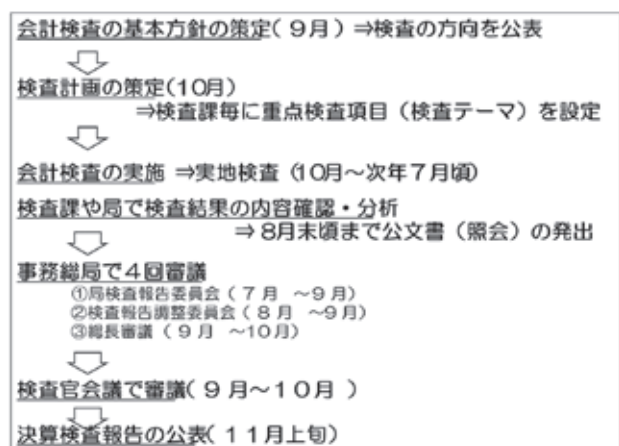 会計検査の基本方針の策定(９月)⇒検査の方向を公表
検査計画の策定(10月)
⇒検査課毎に重点検査項目（検査テーマ）を設定
会計検査の実施 ⇒実地検査（10月～次年７月頃）
検査課や局で検査結果の内容確認・分析
⇒８月末頃まで公文書（照会）の発出
事務総局で４回審議
①局検査報告委員会（７月 ～９月）
②検査報告調整委員会（８月 ～９月）
③総長審議（９月 ～10月）
検査官会議で審議(９月～１０月 )
決算検査報告の公表(１１月上旬)